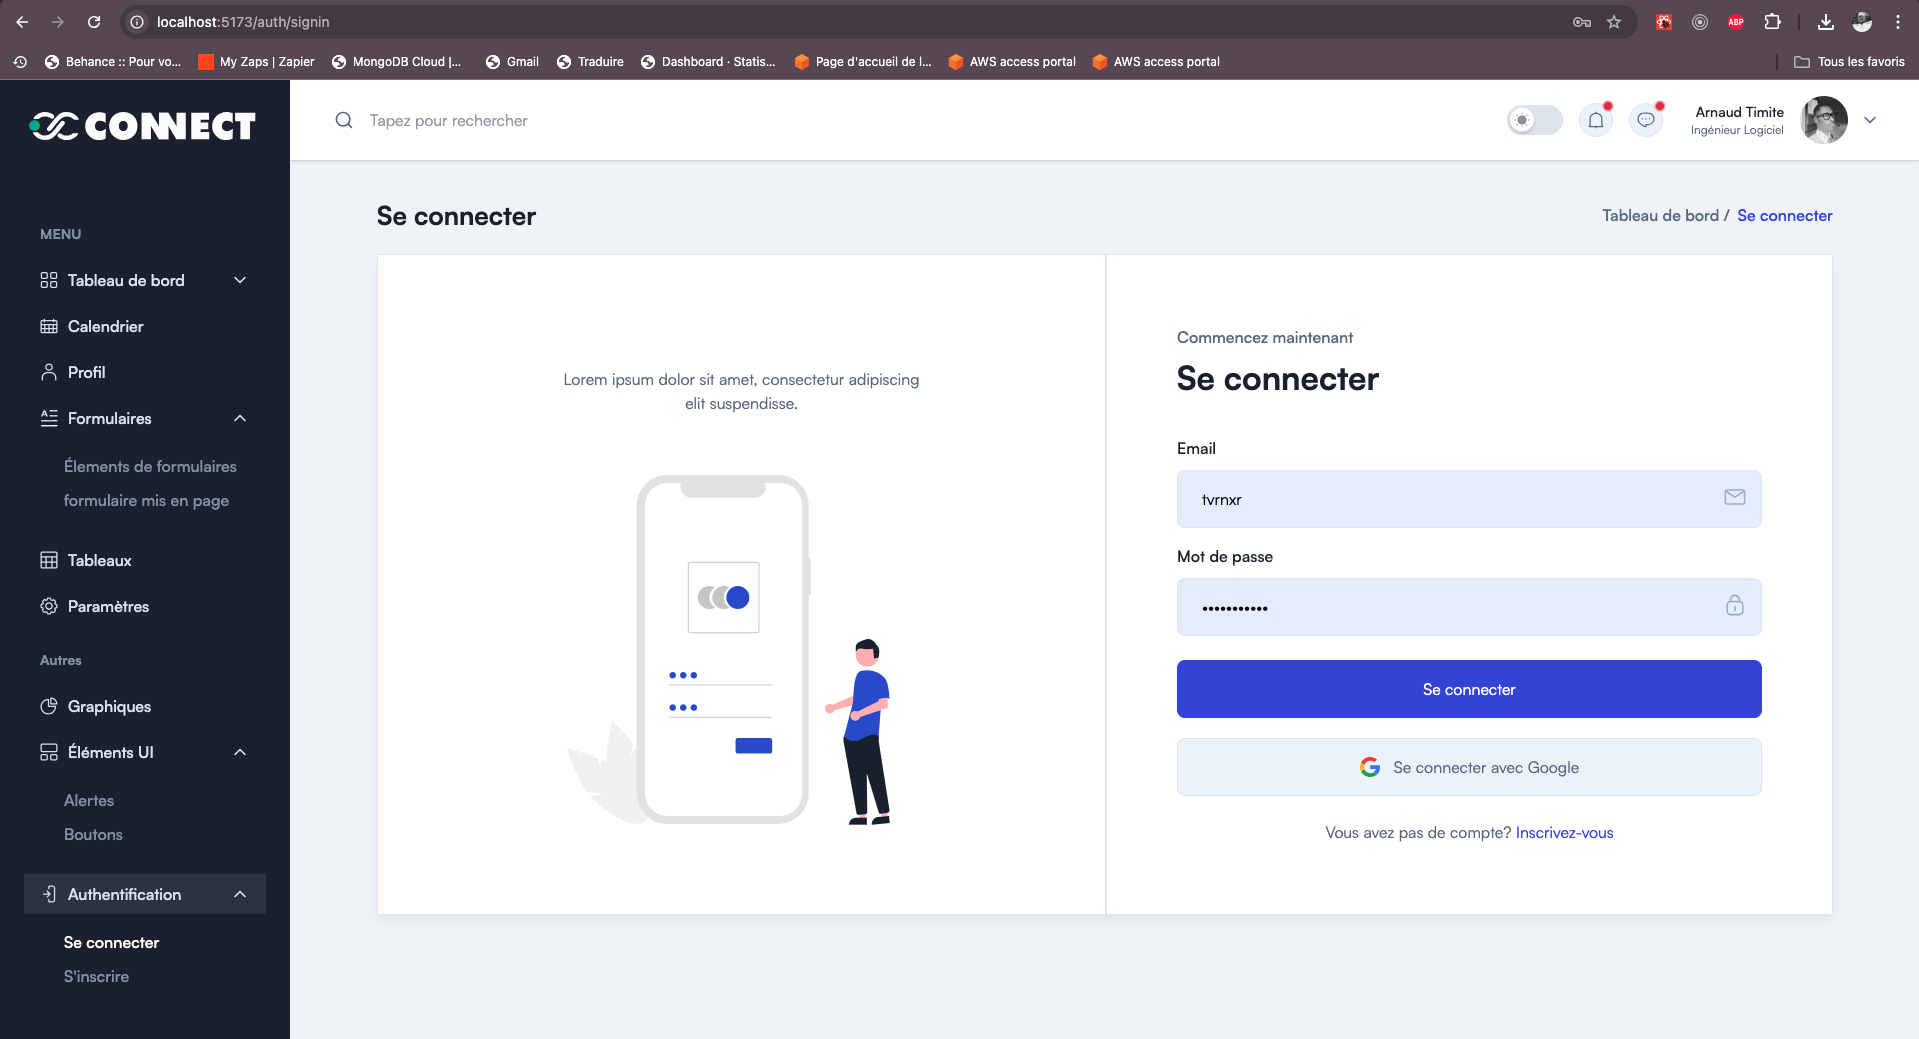 localhost:5173/auth/signin
ABP
Behance :: Pour vo...
My Zaps | Zapier
MongoDB Cloud |...
Gmail
Traduire
Dashboard · Statis...
Page d'accueil de l...
AWS access portal
AWS access portal
Tous les favoris
CONNECT
Tapez pour rechercher
Arnaud Timite
Ingénieur Logiciel
MENU
Tableau de bord
Calendrier
Profil
Formulaires
Élements de formulaires
formulaire mis en page
Tableaux
Paramètres
Autres
Graphiques
Éléments UI
Alertes
Boutons
Authentification
Se connecter
S'inscrire
Se connecter
Tableau de bord / Se connecter
Lorem ipsum dolor sit amet, consectetur adipiscing
elit suspendisse.
Commencez maintenant
Se connecter
Email
tvrnxr
Mot de passe
•••••••••••
Se connecter
Se connecter avec Google
Vous avez pas de compte? Inscrivez-vous